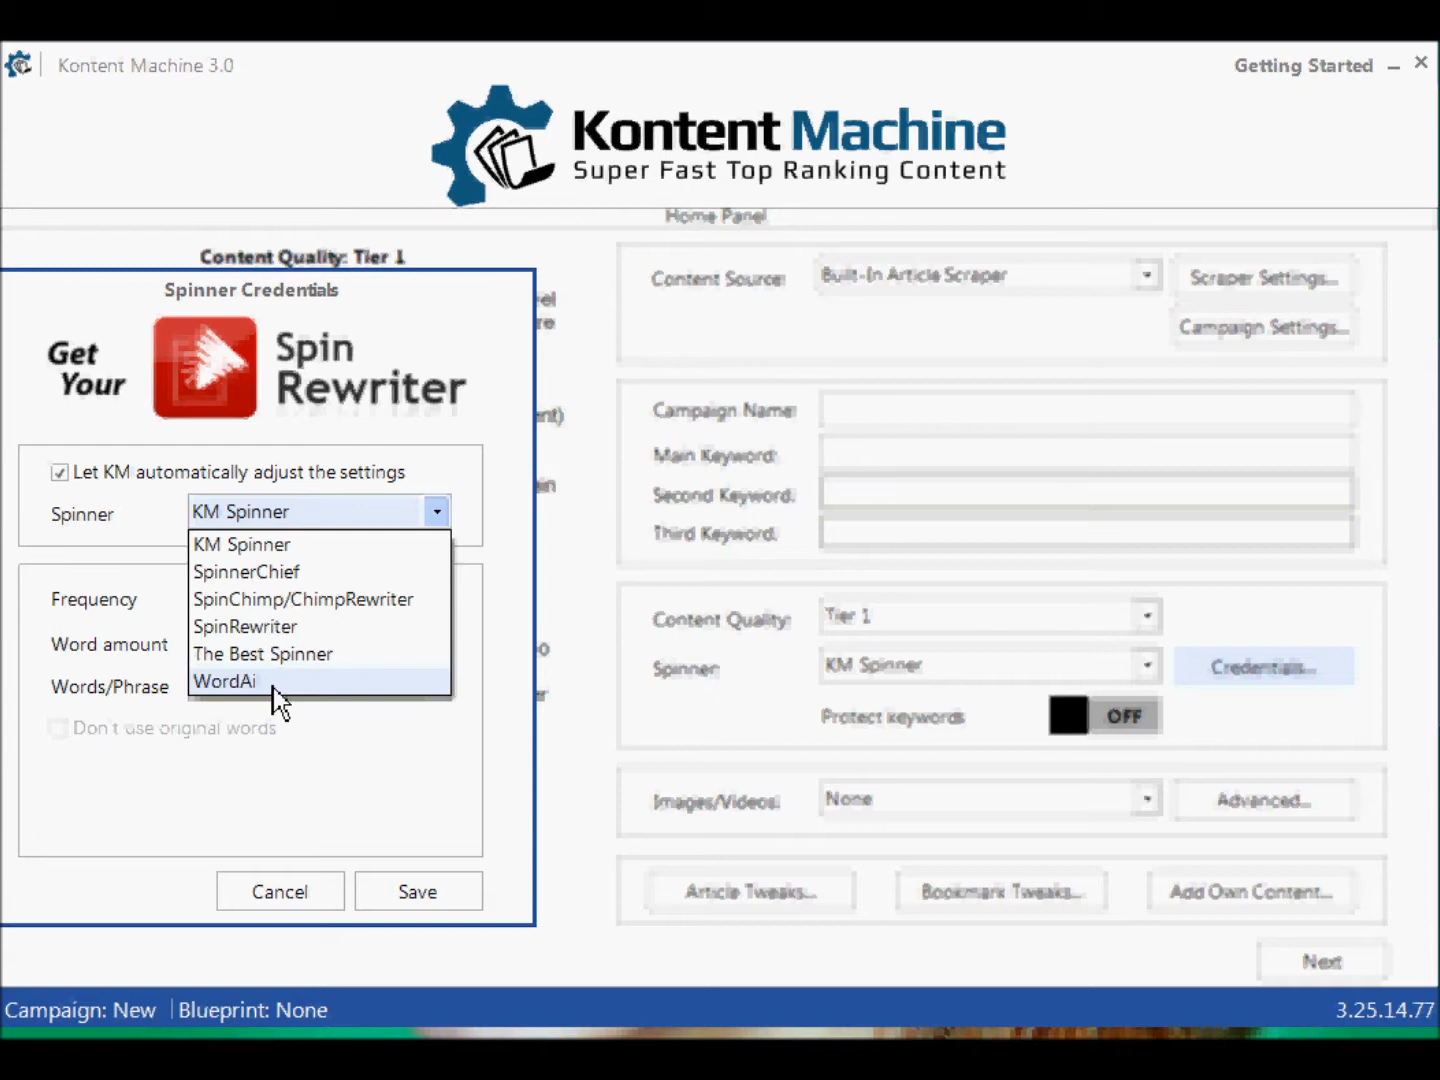 Kontent Machine 3.0
Getting Started
Kontent Machine
Super Fast Top Ranking Content
Home Panel
Content Quality: Tier 1
Spinner Credentials
Get Your
Spin Rewriter
Let KM automatically adjust the settings
Spinner
KM Spinner
KM Spinner
SpinnerChief
SpinChimp/ChimpRewriter
SpinRewriter
The Best Spinner
WordAi
Frequency
Word amount
Words/Phrase
Don't use original words
Cancel
Save
Content Source:
Built-In Article Scraper
Scraper Settings...
Campaign Settings...
Campaign Name:
Main Keyword:
Second Keyword:
Third Keyword:
Content Quality:
Tier 1
Spinner:
KM Spinner
Credentials...
Protect keywords
OFF
Images/Videos:
None
Advanced...
Article Tweaks...
Bookmark Tweaks...
Add Own Content...
Next
Campaign: New
Blueprint: None
3.25.14.77